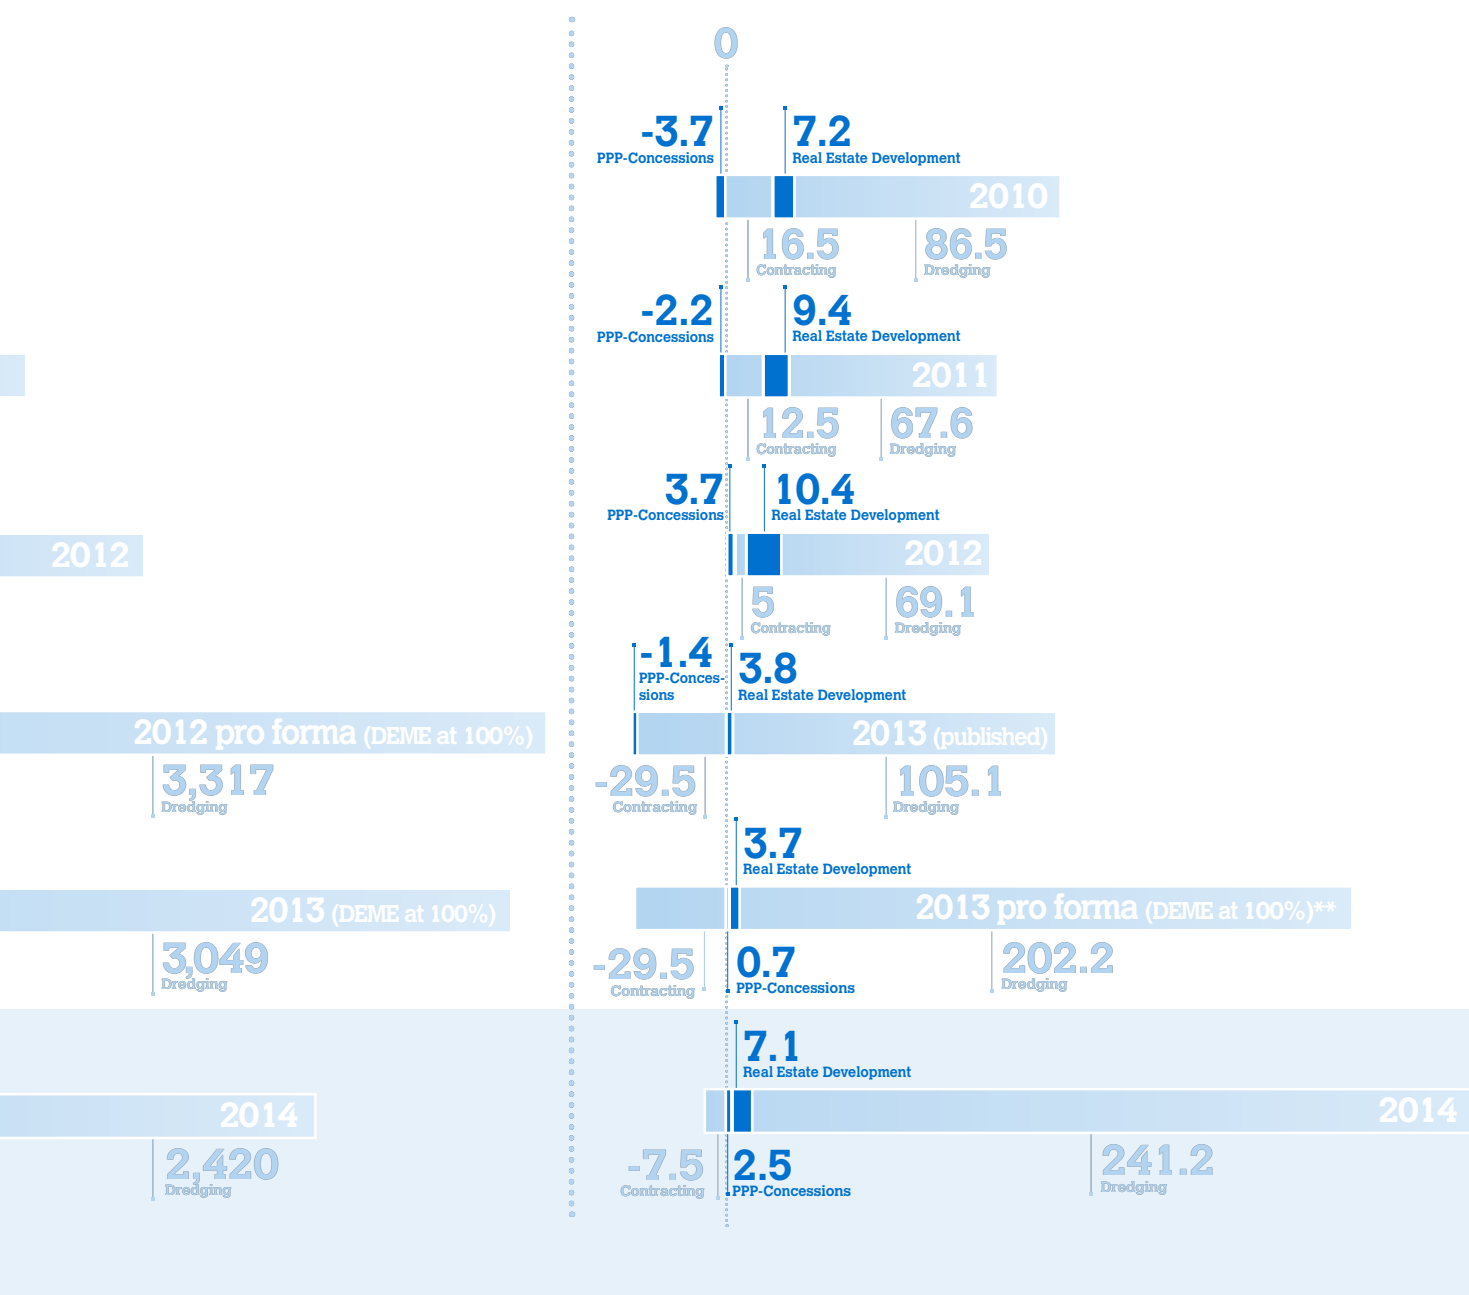 0
-3.7
PPP-Concessions
7.2
Real Estate Development
2010
16.5
Contracting
86.5
Dredging
-2.2
PPP-Concessions
9.4
Real Estate Development
2011
12.5
Contracting
67.6
Dredging
3.7
PPP-Concessions
10.4
Real Estate Development
2012
2012
5
Contracting
69.1
Dredging
-1.4
PPP-Conces-
sions
3.8
Real Estate Development
2012 pro forma (DEME at 100%)
2013 (published)
3,317
Dredging
-29.5
Contracting
105.1
Dredging
3.7
Real Estate Development
2013 (DEME at 100%)
2013 pro forma (DEME at 100%)**
3,049
Dredging
-29.5
Contracting
0.7
PPP-Concessions
202.2
Dredging
7.1
Real Estate Development
2014
2014
2,420
Dredging
-7.5
Contracting
2.5
PPP-Concessions
241.2
Dredging